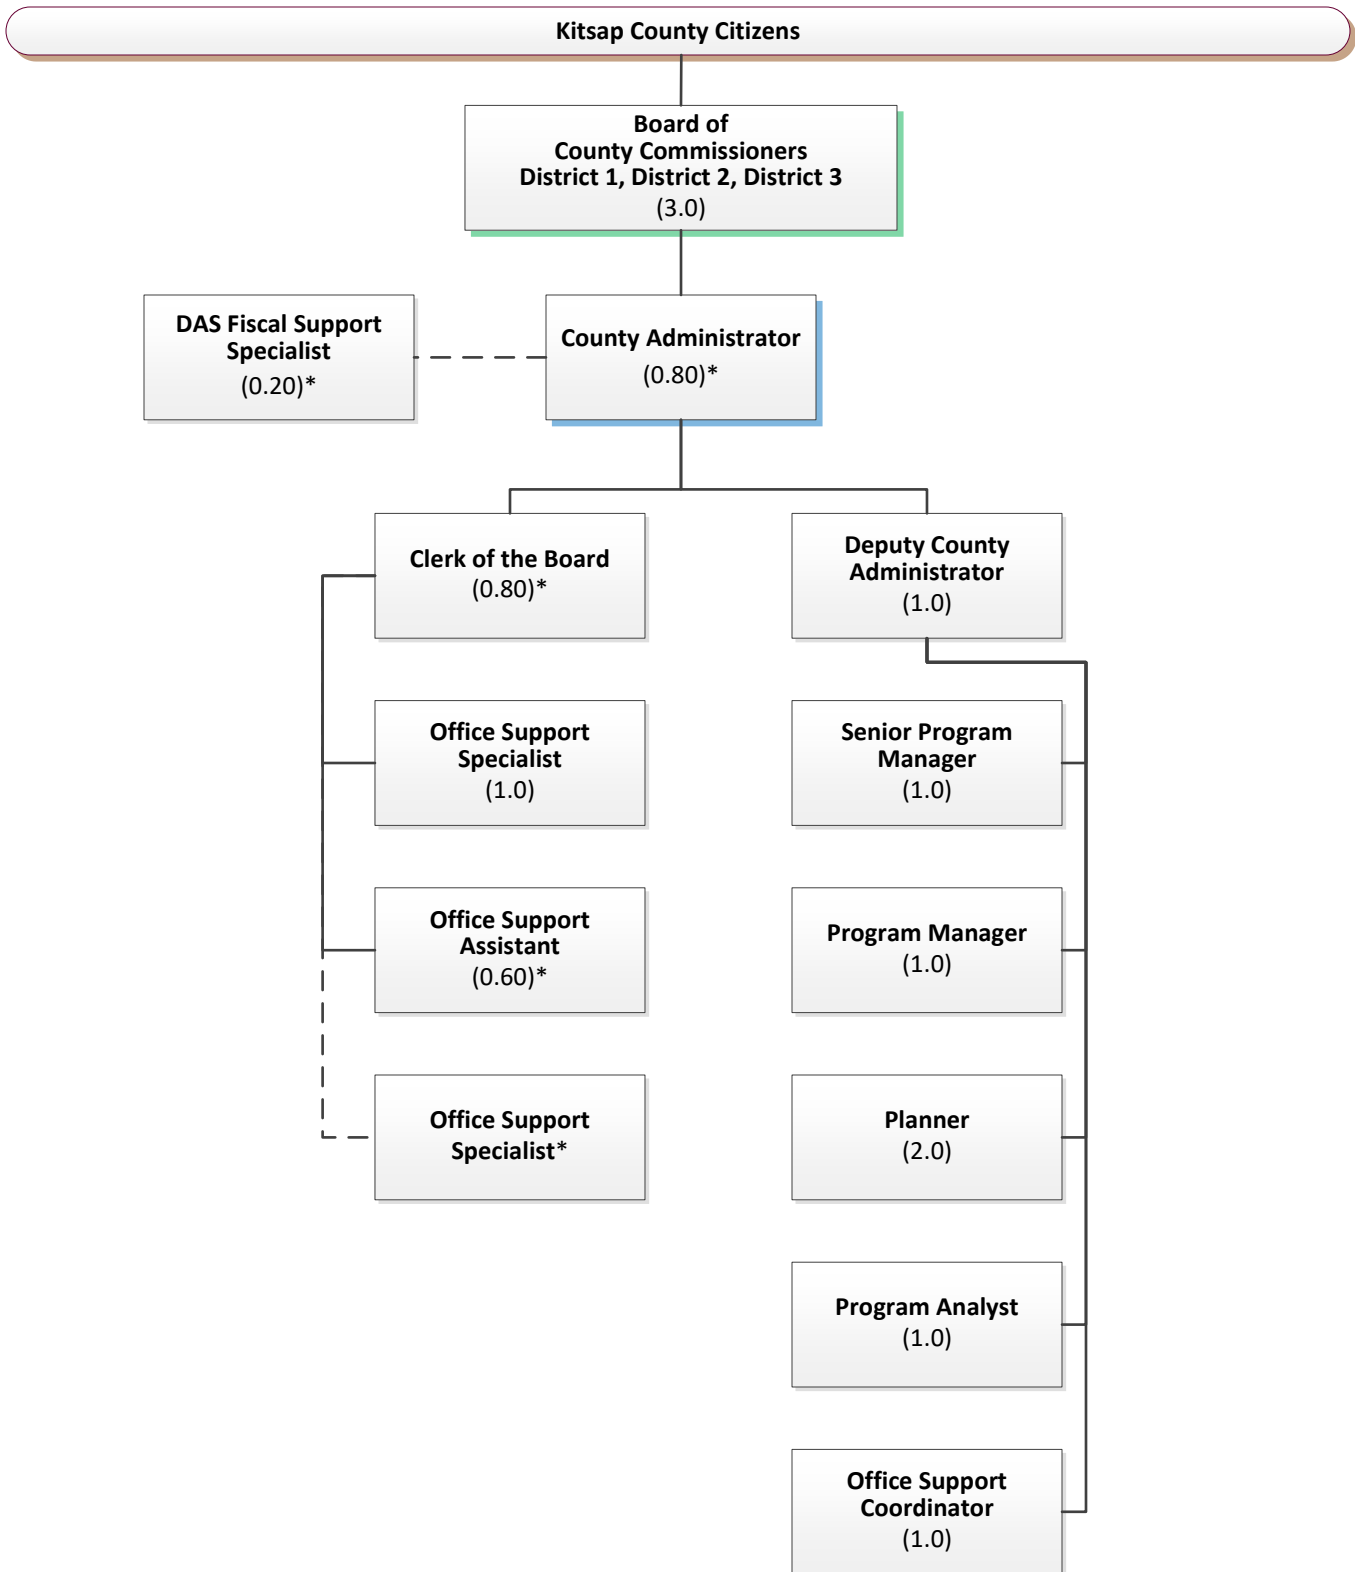 Kitsap County Citizens
Board of
County Commissioners
District 1, District 2, District 3
(3.0)
DAS Fiscal Support
Specialist
(0.20)*
County Administrator
(0.80)*
Clerk of the Board
(0.80)*
Deputy County
Administrator
(1.0)
Office Support
Specialist
(1.0)
Senior Program
Manager
(1.0)
Office Support
Assistant
(0.60)*
Program Manager
(1.0)
Office Support
Specialist*
Planner
(2.0)
Program Analyst
(1.0)
Office Support
Coordinator
(1.0)